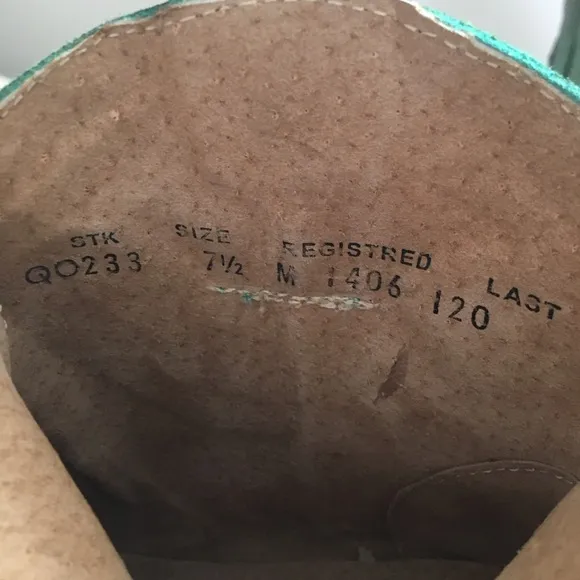 STK SIZE REGISTRED LAST
QO233 7½ M 1406 120